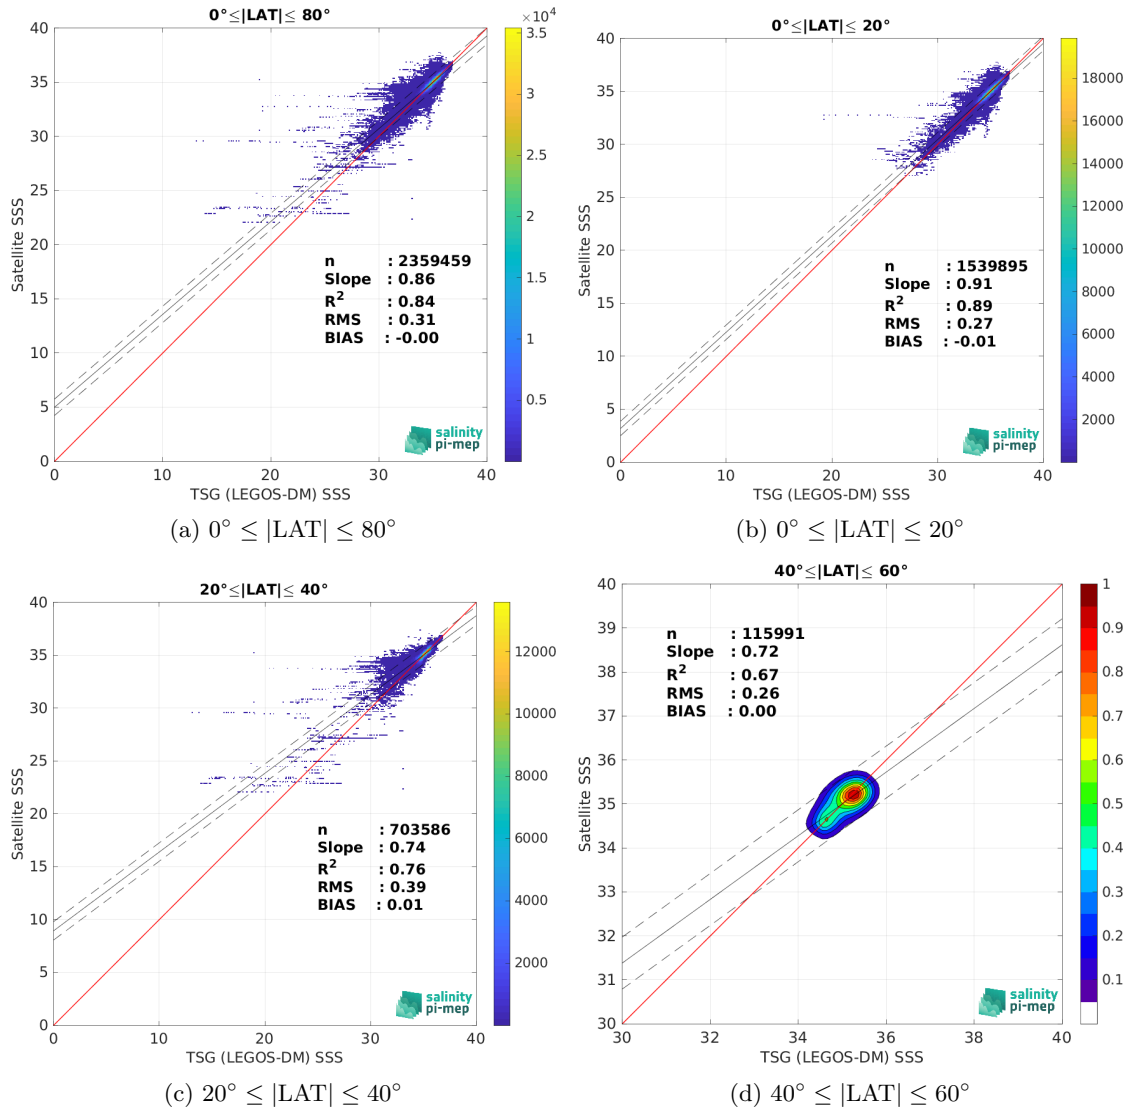 0°≤|LAT|≤ 80°
×10⁴
40
35
30
25
20
15
10
5
0
0
10
20
30
40
3.5
3
2.5
2
1.5
1
0.5
Satellite SSS
n : 2359459
Slope : 0.86
R² : 0.84
RMS : 0.31
BIAS : -0.00
salinity
pi-mep
TSG (LEGOS-DM) SSS
(a) 0° ≤ |LAT| ≤ 80°
0°≤|LAT|≤ 20°
40
35
30
25
20
15
10
5
0
0
10
20
30
40
18000
16000
14000
12000
10000
8000
6000
4000
2000
Satellite SSS
n : 1539895
Slope : 0.91
R² : 0.89
RMS : 0.27
BIAS : -0.01
salinity
pi-mep
TSG (LEGOS-DM) SSS
(b) 0° ≤ |LAT| ≤ 20°
20°≤|LAT|≤ 40°
40
35
30
25
20
15
10
5
0
0
10
20
30
40
12000
10000
8000
6000
4000
2000
Satellite SSS
n : 703586
Slope : 0.74
R² : 0.76
RMS : 0.39
BIAS : 0.01
salinity
pi-mep
TSG (LEGOS-DM) SSS
(c) 20° ≤ |LAT| ≤ 40°
40°≤|LAT|≤ 60°
40
39
38
37
36
35
34
33
32
31
30
30
32
34
36
38
40
1
0.9
0.8
0.7
0.6
0.5
0.4
0.3
0.2
0.1
Satellite SSS
n : 115991
Slope : 0.72
R² : 0.67
RMS : 0.26
BIAS : 0.00
salinity
pi-mep
TSG (LEGOS-DM) SSS
(d) 40° ≤ |LAT| ≤ 60°